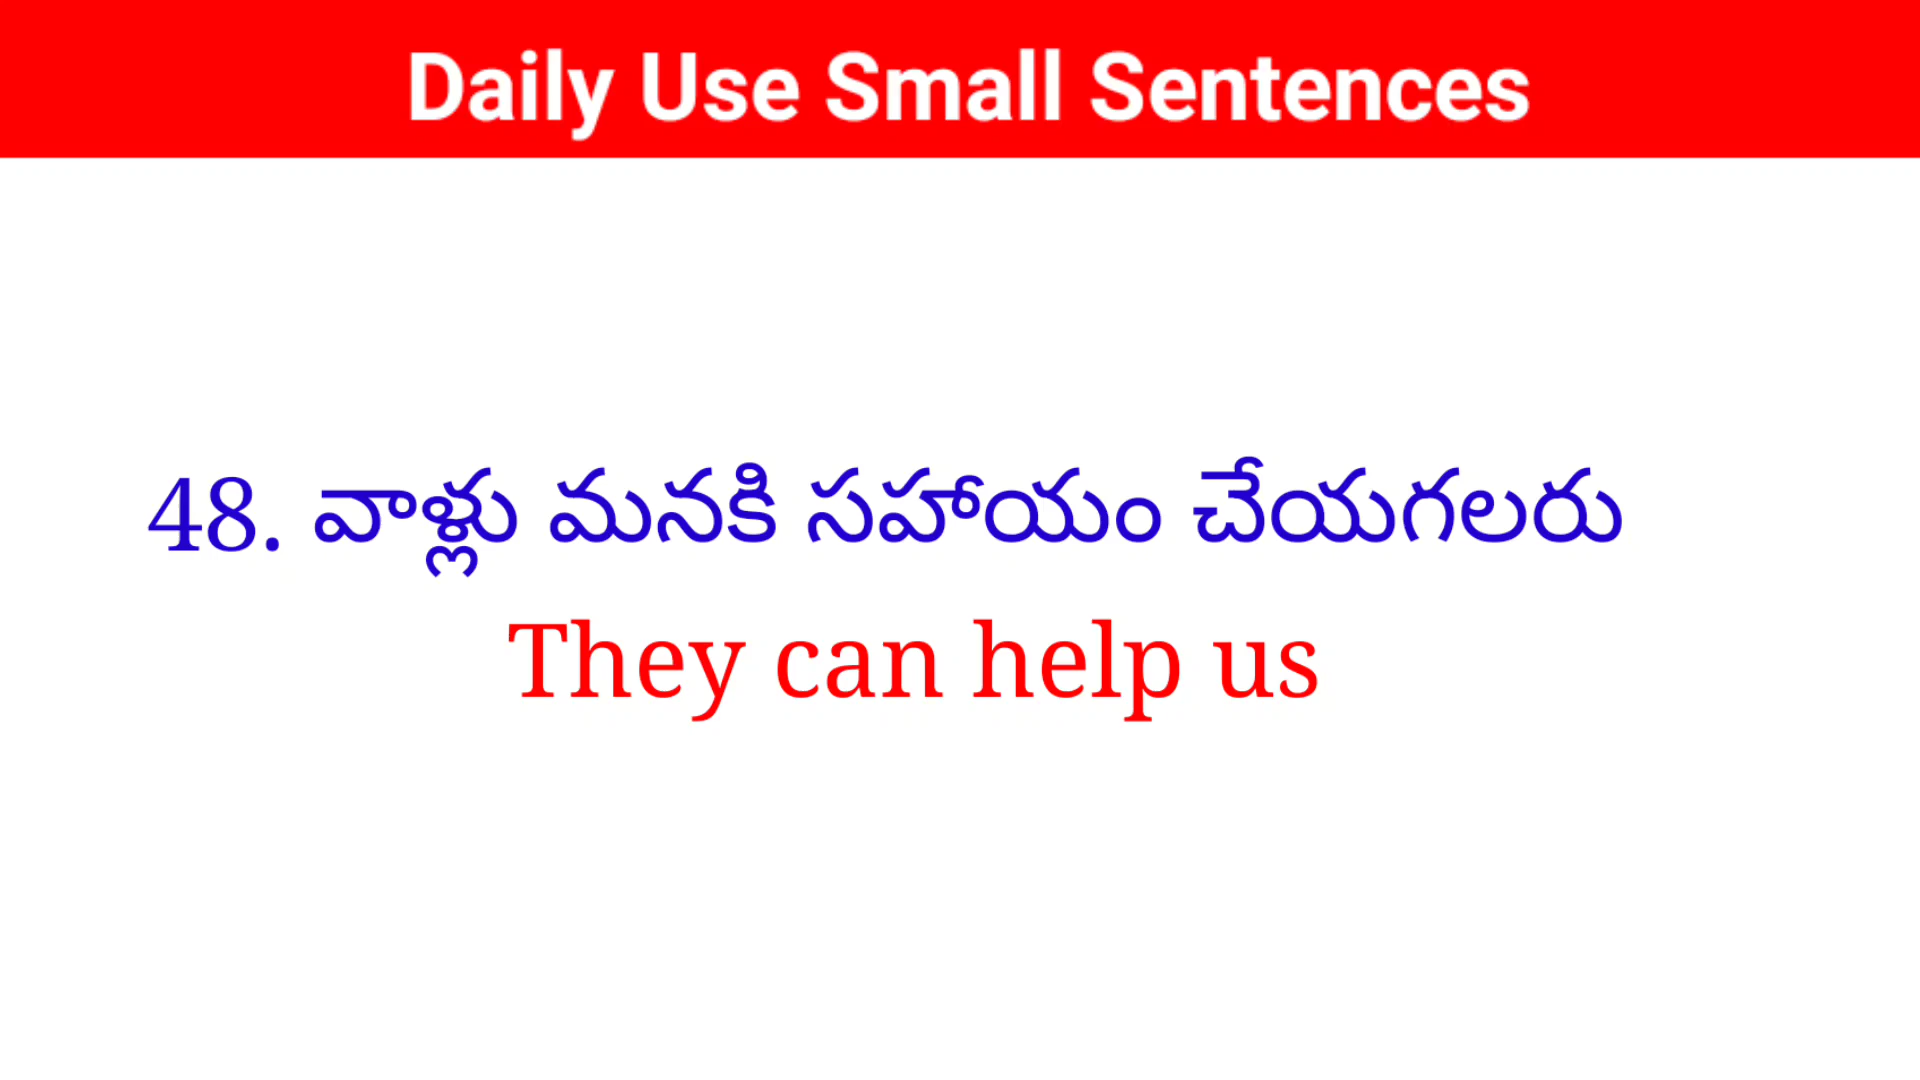 Daily Use Small Sentences
48. వాళ్లు మనకి సహాయం చేయగలరు
They can help us